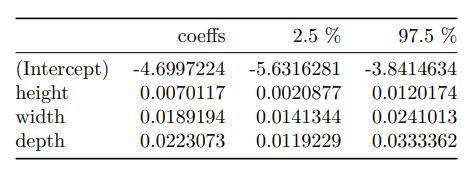 coeffs 2.5 % 97.5 %
(Intercept) -4.6997224 -5.6316281 -3.8414634
height 0.0070117 0.0020877 0.0120174
width 0.0189194 0.0141344 0.0241013
depth 0.0223073 0.0119229 0.0333362